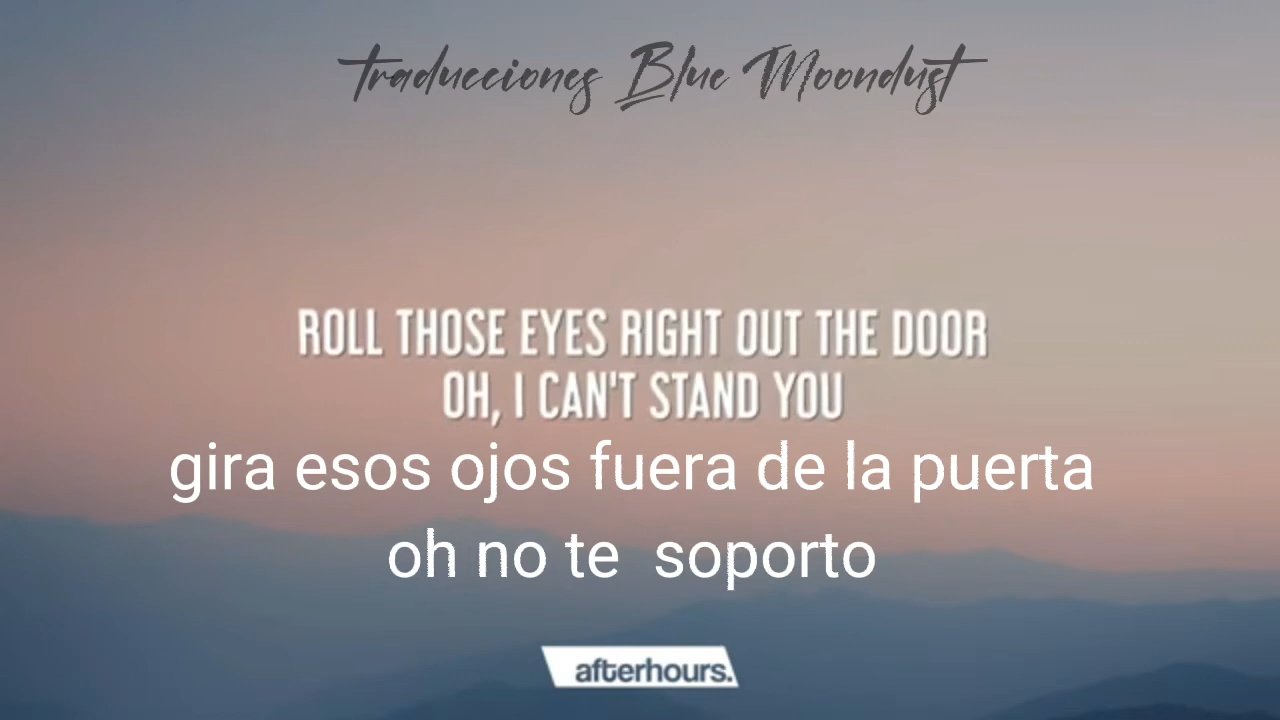 Traducciones Blue Moondust
ROLL THOSE EYES RIGHT OUT THE DOOR
OH, I CAN'T STAND YOU
gira esos ojos fuera de la puerta
oh no te soporto
afterhours.